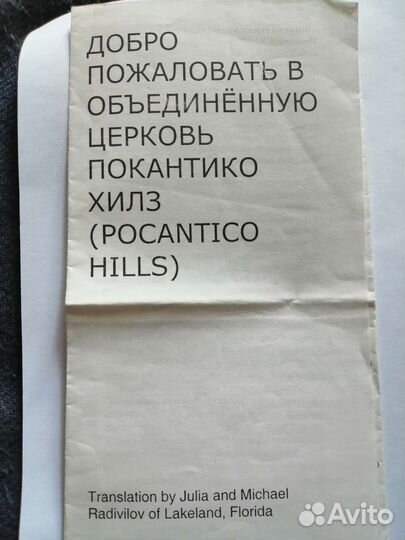 ДОБРО
ПОЖАЛОВАТЬ В
ОБЪЕДИНЁННУЮ
ЦЕРКОВЬ
ПОКАНТИКО
ХИЛЗ
(POCANTICO
HILLS)
Translation by Julia and Michael
Radivilov of Lakeland, Florida
Avito